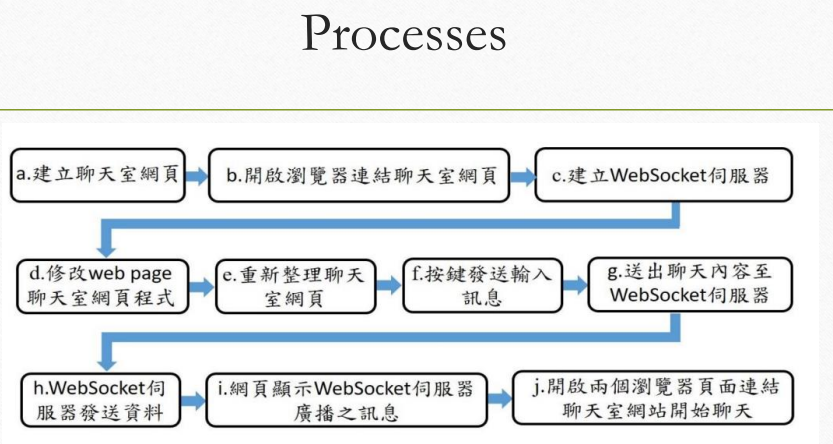 Processes
a.建立聊天室網頁
b.開啟瀏覽器連結聊天室網頁
c.建立WebSocket伺服器
d.修改web page
聊天室網頁程式
e.重新整理聊天
室網頁
f.按鍵發送輸入
訊息
g.送出聊天內容至
WebSocket伺服器
h.WebSocket伺
服器發送資料
i.網頁顯示WebSocket伺服器
廣播之訊息
j.開啟兩個瀏覽器頁面連結
聊天室網站開始聊天